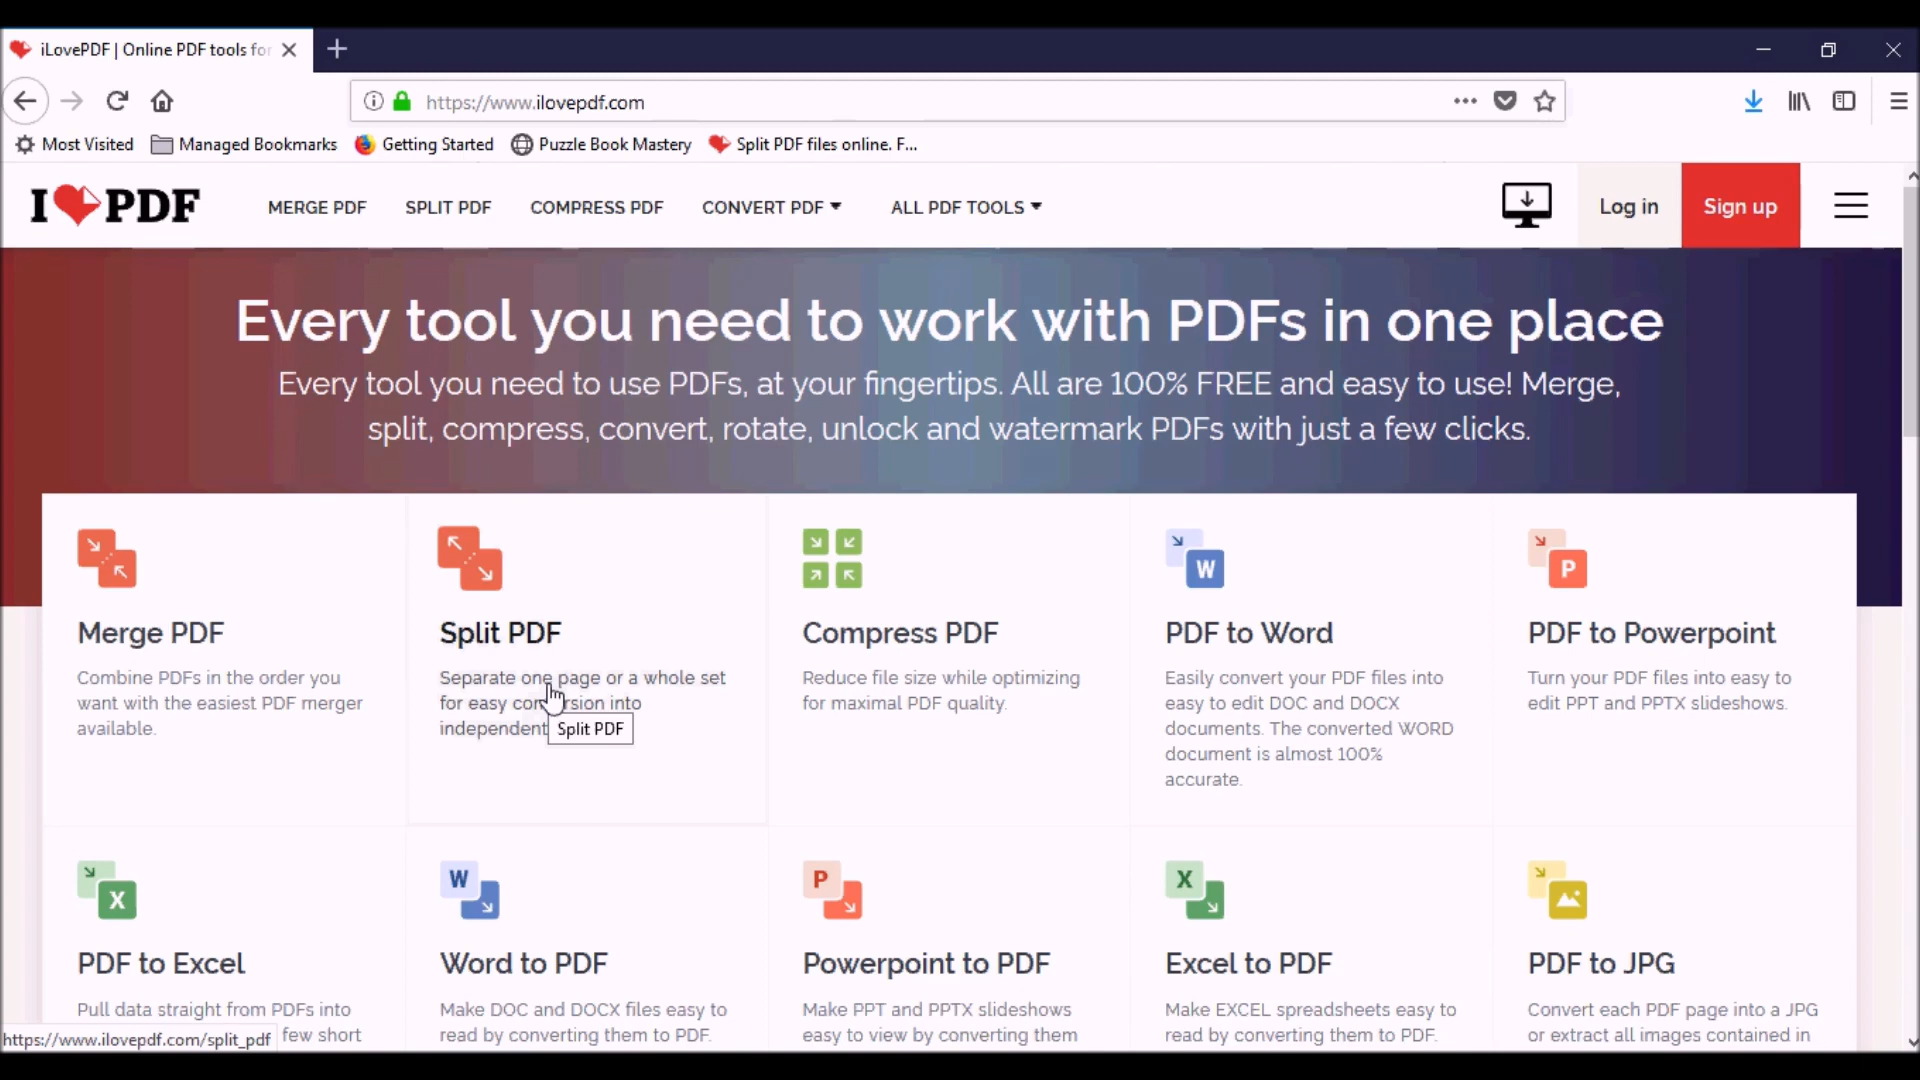 iLovePDF | Online PDF tools for
https://www.ilovepdf.com
Most Visited
Managed Bookmarks
Getting Started
Puzzle Book Mastery
Split PDF files online. F...
I PDF
MERGE PDF
SPLIT PDF
COMPRESS PDF
CONVERT PDF
ALL PDF TOOLS
Log in
Sign up
Every tool you need to work with PDFs in one place
Every tool you need to use PDFs, at your fingertips. All are 100% FREE and easy to use! Merge,
split, compress, convert, rotate, unlock and watermark PDFs with just a few clicks.
Merge PDF
Combine PDFs in the order you
want with the easiest PDF merger
available.
Split PDF
Separate one page or a whole set
for easy conversion into
independent
Split PDF
Compress PDF
Reduce file size while optimizing
for maximal PDF quality.
W
PDF to Word
Easily convert your PDF files into
easy to edit DOC and DOCX
documents. The converted WORD
document is almost 100%
accurate.
P
PDF to Powerpoint
Turn your PDF files into easy to
edit PPT and PPTX slideshows.
X
PDF to Excel
Pull data straight from PDFs into
few short
W
Word to PDF
Make DOC and DOCX files easy to
read by converting them to PDF.
P
Powerpoint to PDF
Make PPT and PPTX slideshows
easy to view by converting them
X
Excel to PDF
Make EXCEL spreadsheets easy to
read by converting them to PDF.
PDF to JPG
Convert each PDF page into a JPG
or extract all images contained in
https://www.ilovepdf.com/split_pdf